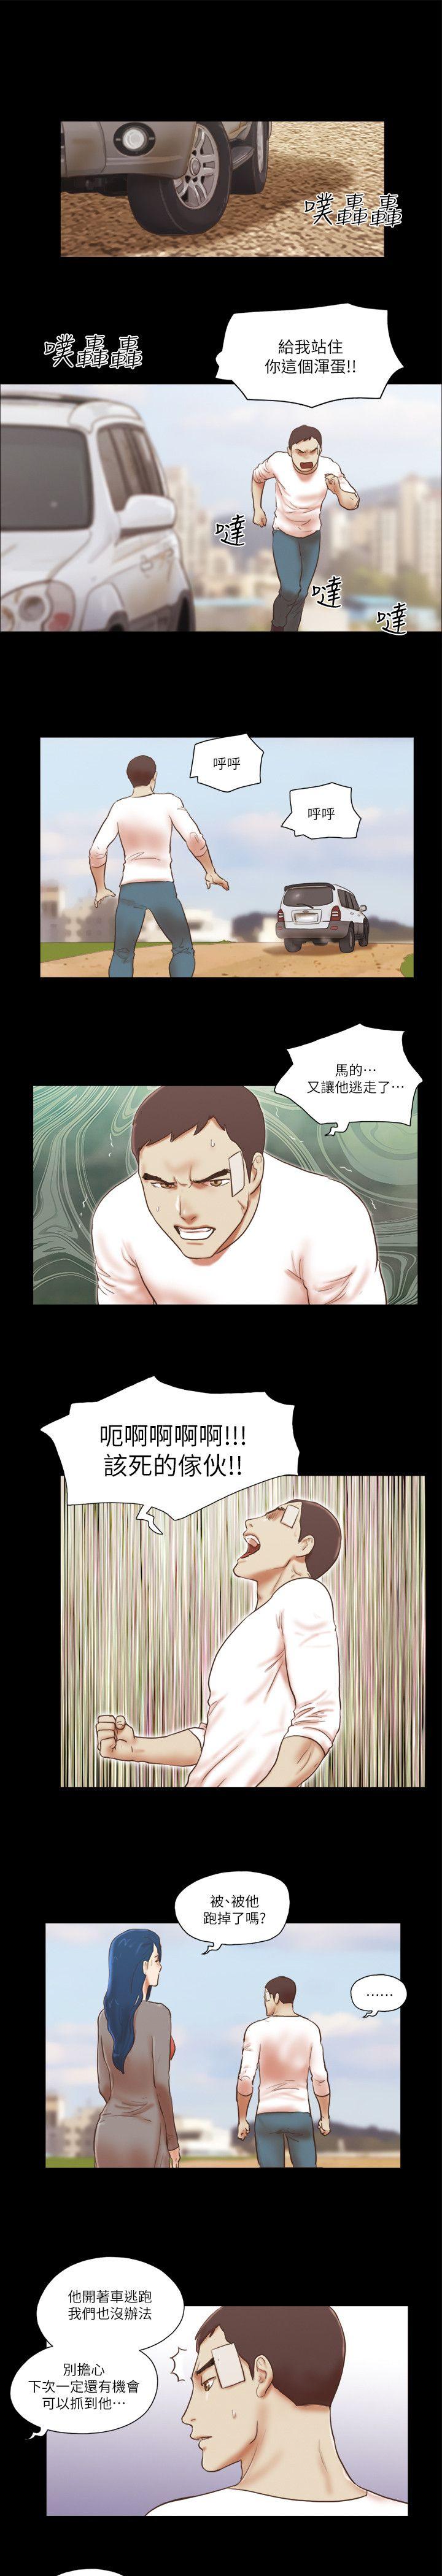 噗轟轟
噗轟轟
給我站住
你這個渾蛋!!
噠
噠
噠
呼呼
呼呼
馬的…
又讓他逃走了…
呃啊啊啊啊!!!
該死的傢伙!!
被、被他
跑掉了嗎?
……
他開著車逃跑
我們也沒辦法
別擔心
下次一定還有機會
可以抓到他…